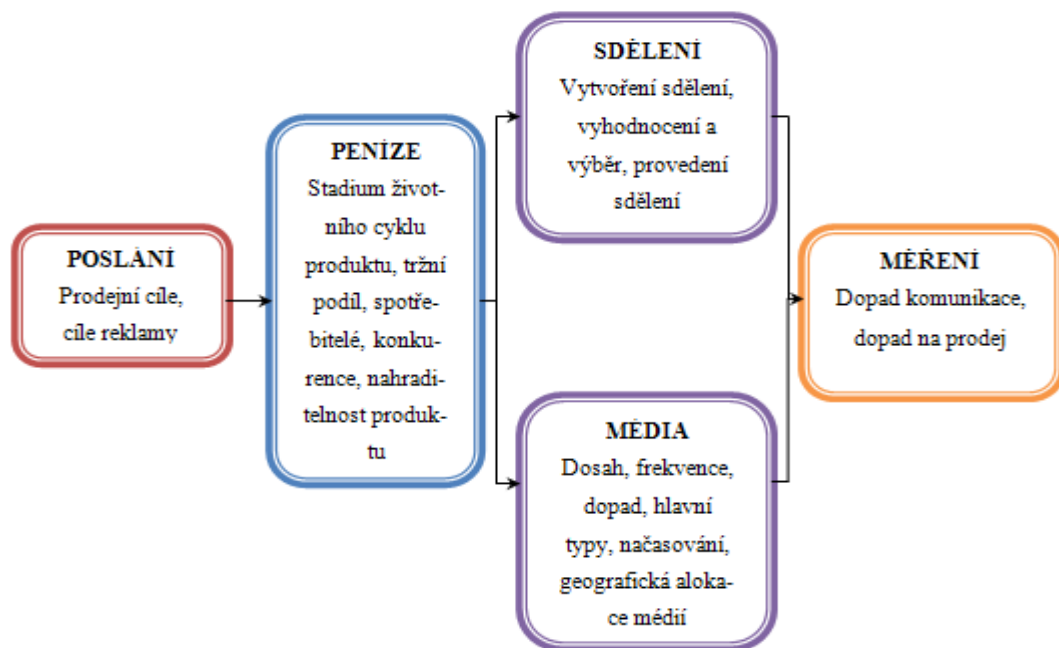 POSLÁNÍ
Prodejní cíle,
cíle reklamy
PENÍZE
Stadium život-
ního cyklu
produktu, tržní
podíl, spotře-
bitelé, konku-
rence, nahradi-
telnost produk-
tu
SDĚLENÍ
Vytvoření sdělení,
vyhodnocení a
výběr, provedení
sdělení
MÉDIA
Dosah, frekvence,
dopad, hlavní
typy, načasování,
geografická aloka-
ce médií
MĚŘENÍ
Dopad komunikace,
dopad na prodej